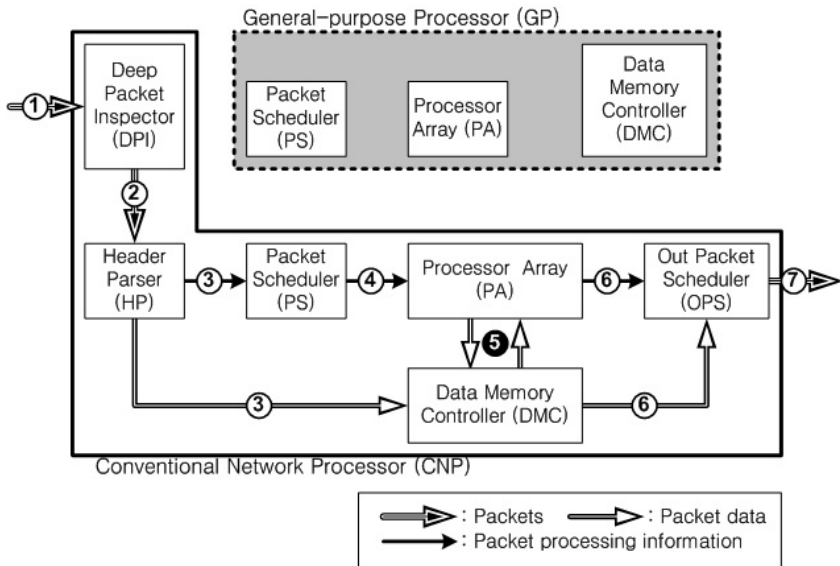 General-purpose Processor (GP)
Deep
Packet
Inspector
(DPI)
Packet
Scheduler
(PS)
Processor
Array (PA)
Data
Memory
Controller
(DMC)
1
2
Header
Parser
(HP)
3
Packet
Scheduler
(PS)
4
Processor Array
(PA)
6
Out Packet
Scheduler
(OPS)
7
5
3
Data Memory
Controller (DMC)
6
Conventional Network Processor (CNP)
: Packets
: Packet data
: Packet processing information